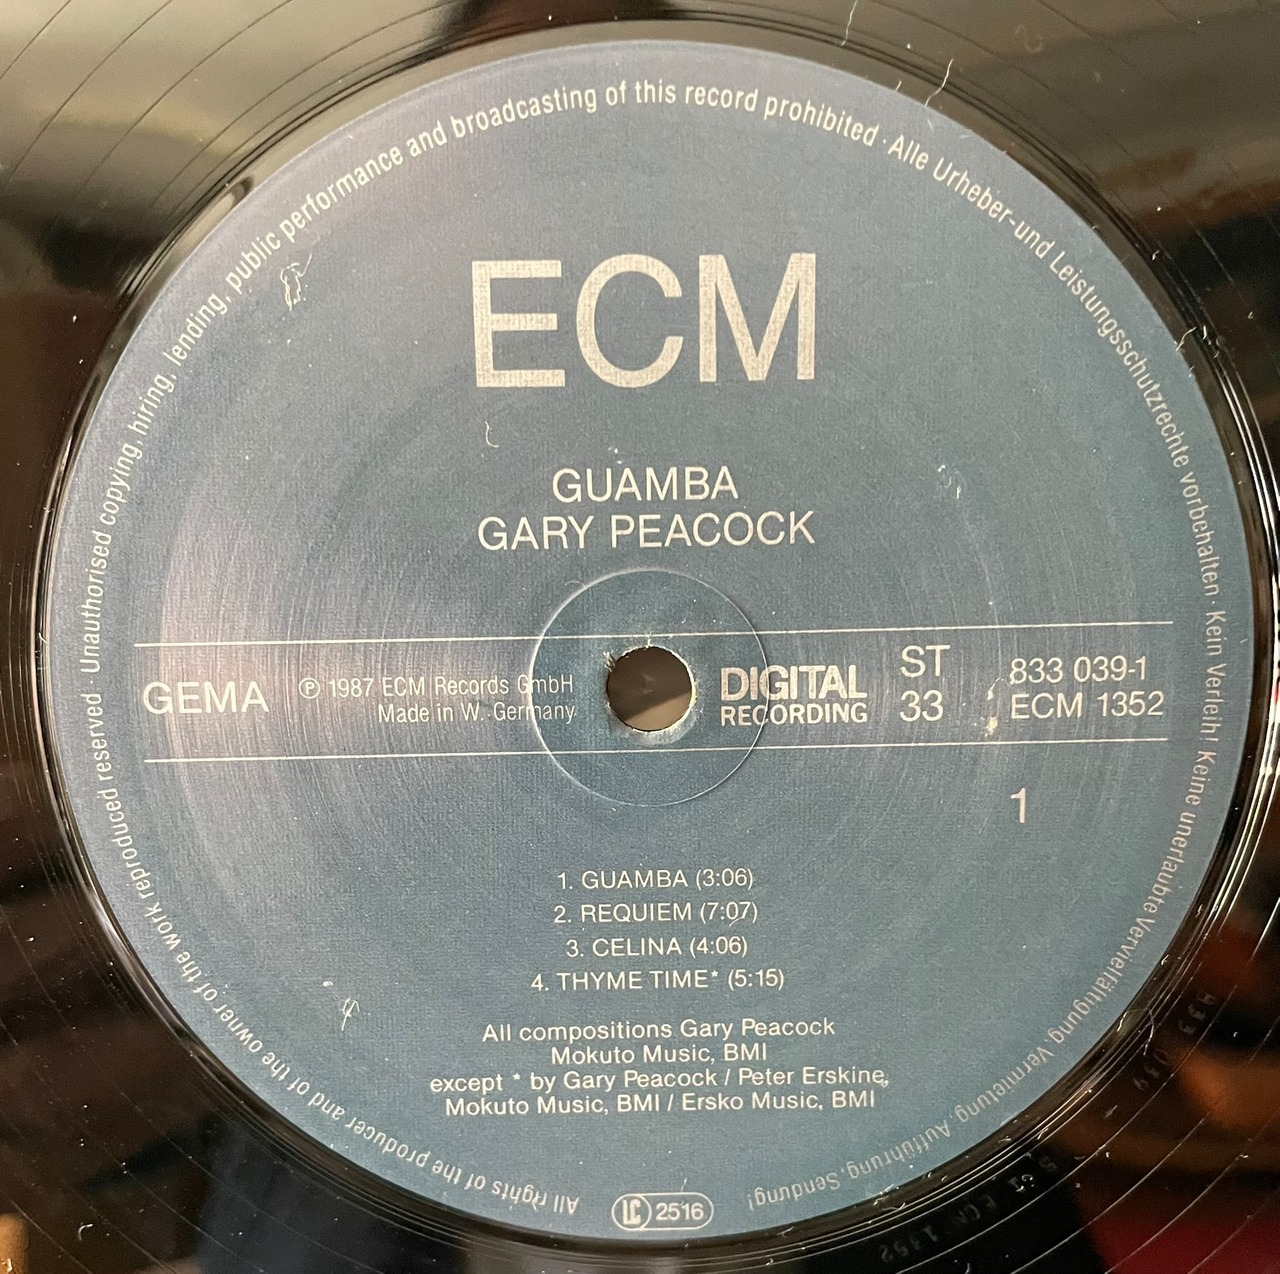 All rights of the producer and of the owner of the work reproduced reserved · Unauthorised copying, hiring, lending, public performance and broadcasting of this record prohibited · Alle Urheber-und Leistungsschutzrechte vorbehalten · Kein Verleih! Keine unerlaubte Vervielfältigung, Vermietung, Aufführung, Sendung!
ECM
GUAMBA
GARY PEACOCK
GEMA
℗ 1987 ECM Records GmbH
Made in W. Germany
DIGITAL
RECORDING
ST
33
833 039-1
ECM 1352
1
1. GUAMBA (3:06)
2. REQUIEM (7:07)
3. CELINA (4:06)
4. THYME TIME* (5:15)
All compositions Gary Peacock
Mokuto Music, BMI
except * by Gary Peacock / Peter Erskine,
Mokuto Music, BMI / Ersko Music, BMI
LC 2516